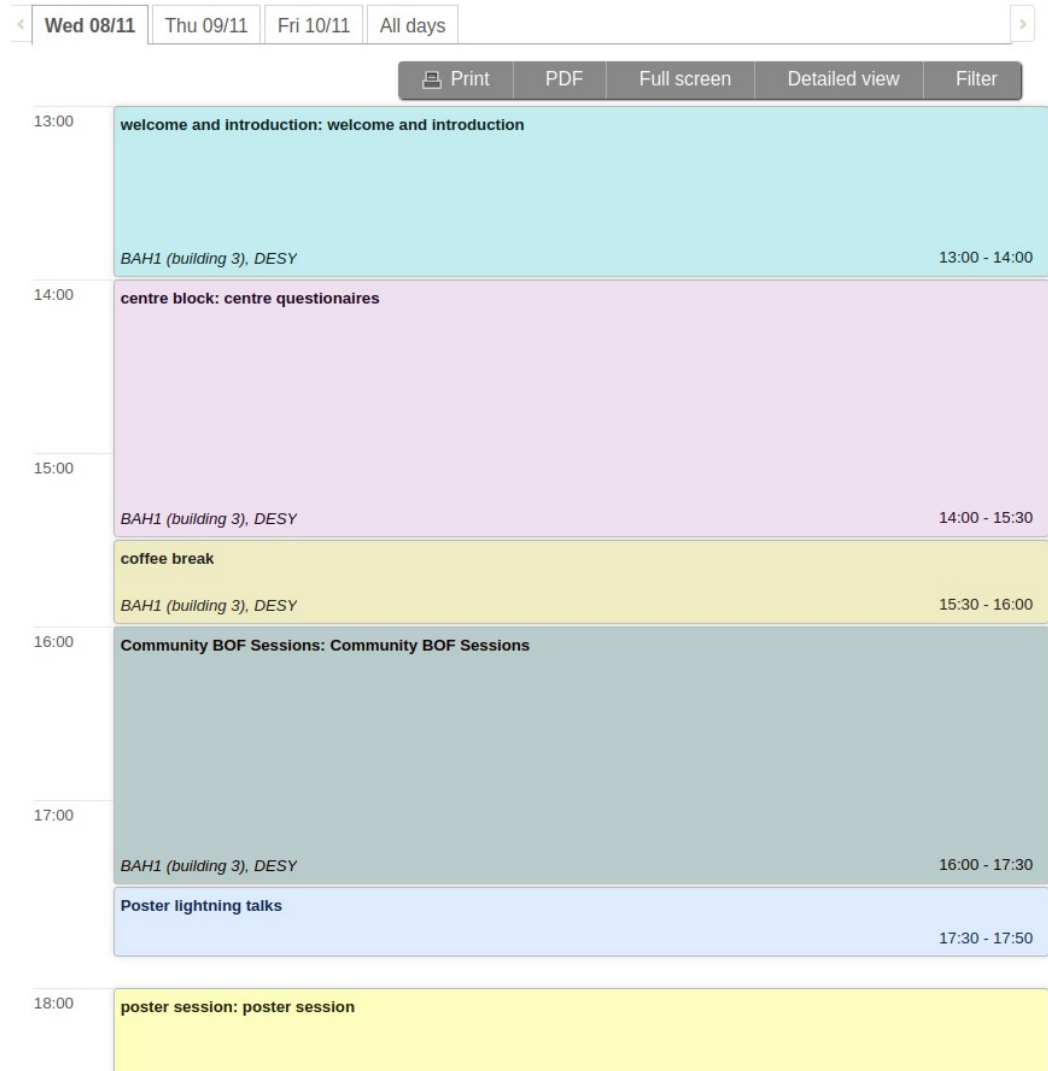 Wed 08/11 Thu 09/11 Fri 10/11 All days
Print PDF Full screen Detailed view Filter
13:00
welcome and introduction: welcome and introduction
BAH1 (building 3), DESY 13:00 - 14:00
14:00
centre block: centre questionaires
15:00
BAH1 (building 3), DESY 14:00 - 15:30
coffee break
BAH1 (building 3), DESY 15:30 - 16:00
16:00
Community BOF Sessions: Community BOF Sessions
17:00
BAH1 (building 3), DESY 16:00 - 17:30
Poster lightning talks
17:30 - 17:50
18:00
poster session: poster session